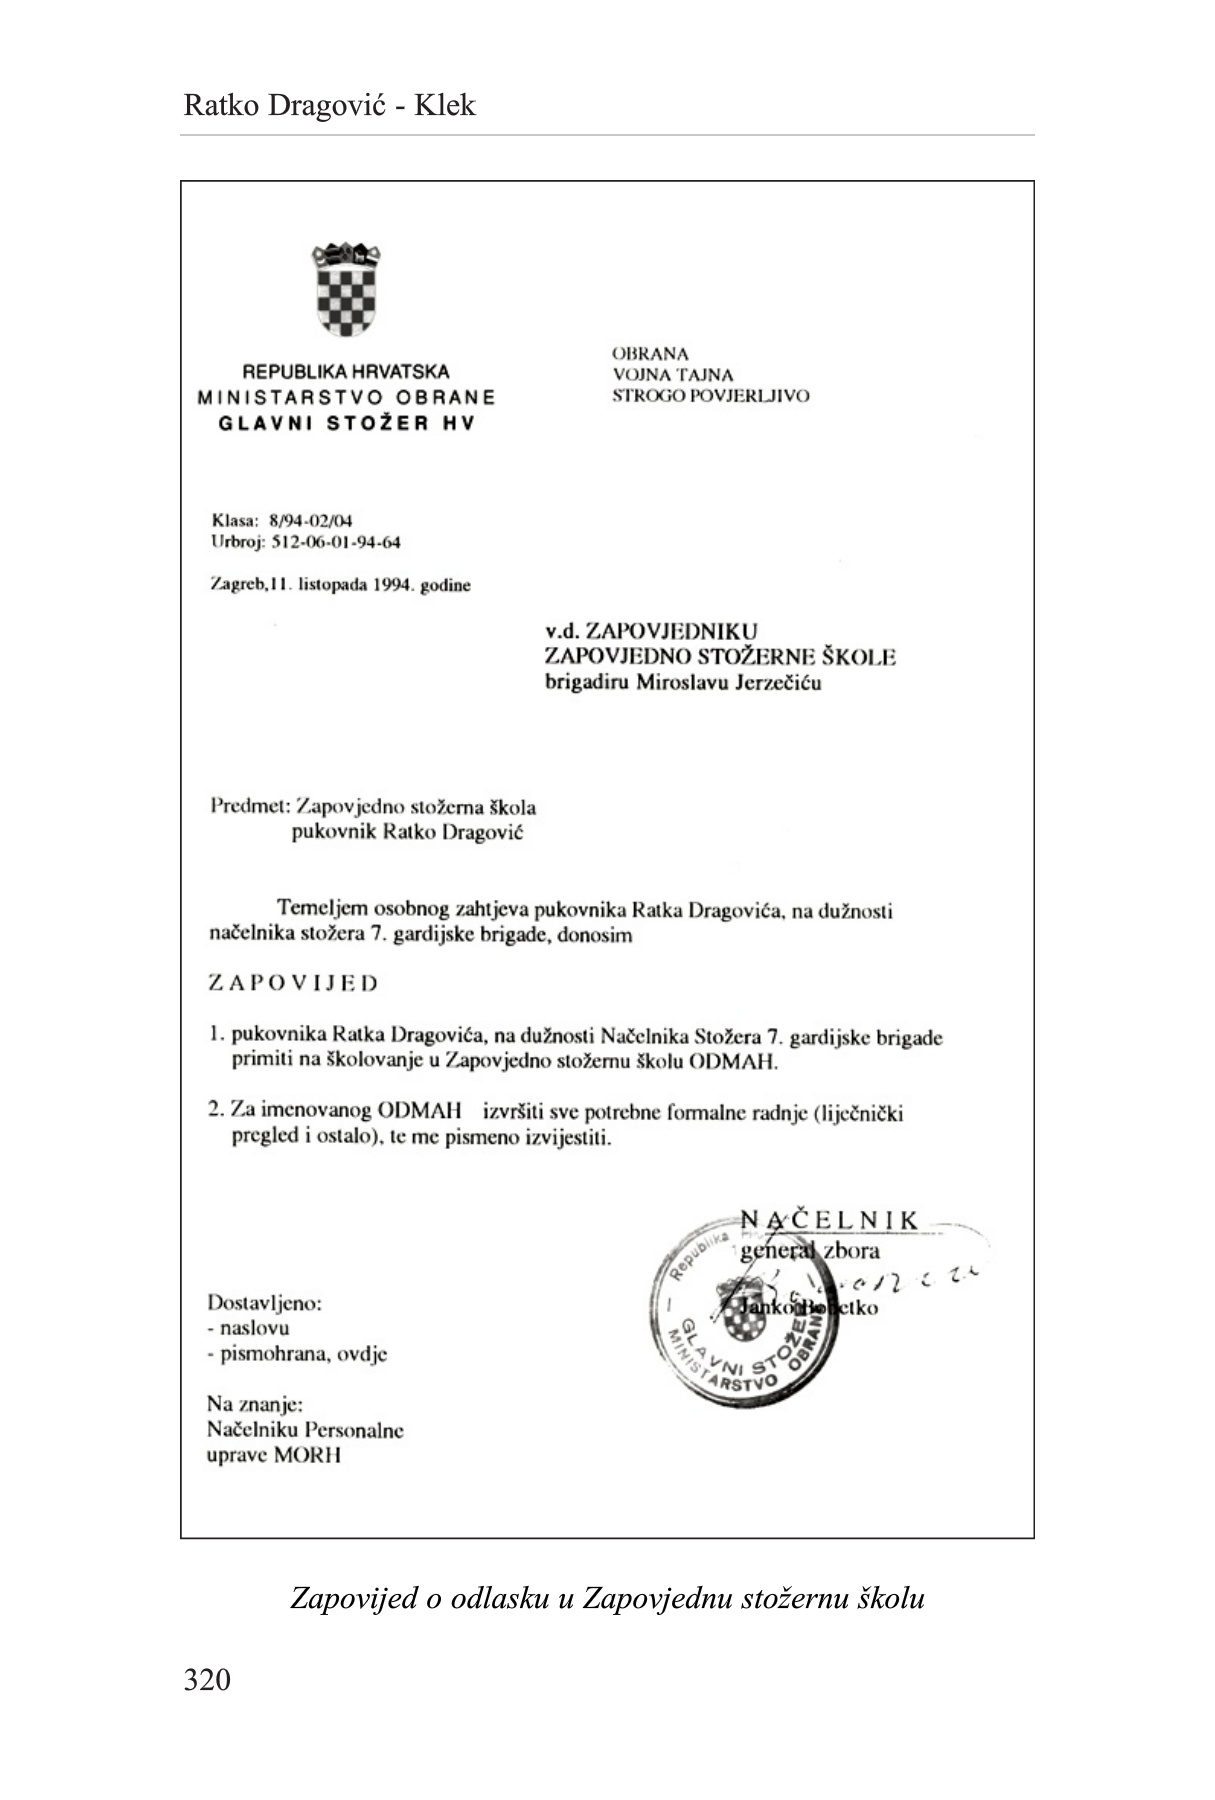 Ratko Dragović - Klek
REPUBLIKA HRVATSKA
MINISTARSTVO OBRANE
GLAVNI STOŽER HV
OBRANA
VOJNA TAJNA
STROGO POVJERLJIVO
Klasa: 8/94-02/04
Urbroj: 512-06-01-94-64
Zagreb,11. listopada 1994. godine
v.d. ZAPOVJEDNIKU
ZAPOVJEDNO STOŽERNE ŠKOLE
brigadiru Miroslavu Jerzečiću
Predmet: Zapovjedno stožerna škola
pukovnik Ratko Dragović
Temeljem osobnog zahtjeva pukovnika Ratka Dragovića, na dužnosti
načelnika stožera 7. gardijske brigade, donosim
Z A P O V I J E D
1. pukovnika Ratka Dragovića, na dužnosti Načelnika Stožera 7. gardijske brigade
primiti na školovanje u Zapovjedno stožernu školu ODMAH.
2. Za imenovanog ODMAH izvršiti sve potrebne formalne radnje (liječnički
pregled i ostalo), te me pismeno izvijestiti.
N A Č E L N I K
general zbora
Janko Bobetko
Republika
MINISTARSTVO OBRANE
GLAVNI STOŽER
Dostavljeno:
- naslovu
- pismohrana, ovdje
Na znanje:
Načelniku Personalne
uprave MORH
Zapovijed o odlasku u Zapovjednu stožernu školu
320